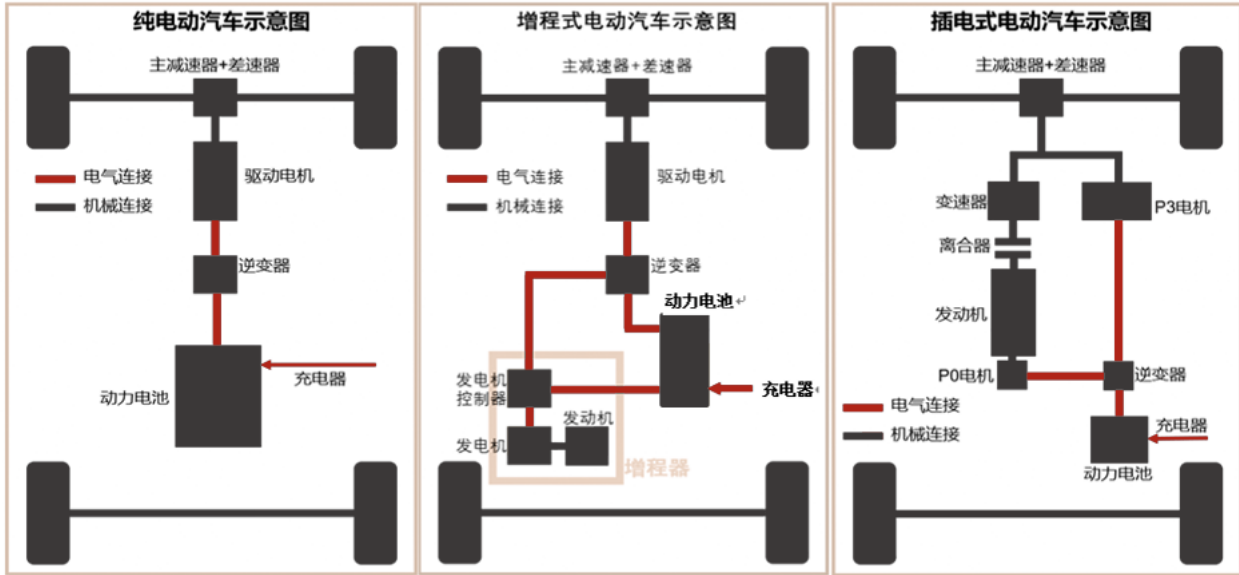 纯电动汽车示意图
主减速器+差速器
电气连接
机械连接
驱动电机
逆变器
动力电池
充电器
增程式电动汽车示意图
主减速器+差速器
电气连接
机械连接
驱动电机
逆变器
动力电池
充电器
发电机
控制器
发动机
发电机
增程器
插电式电动汽车示意图
主减速器+差速器
变速器
P3电机
离合器
发动机
P0电机
逆变器
电气连接
机械连接
充电器
动力电池